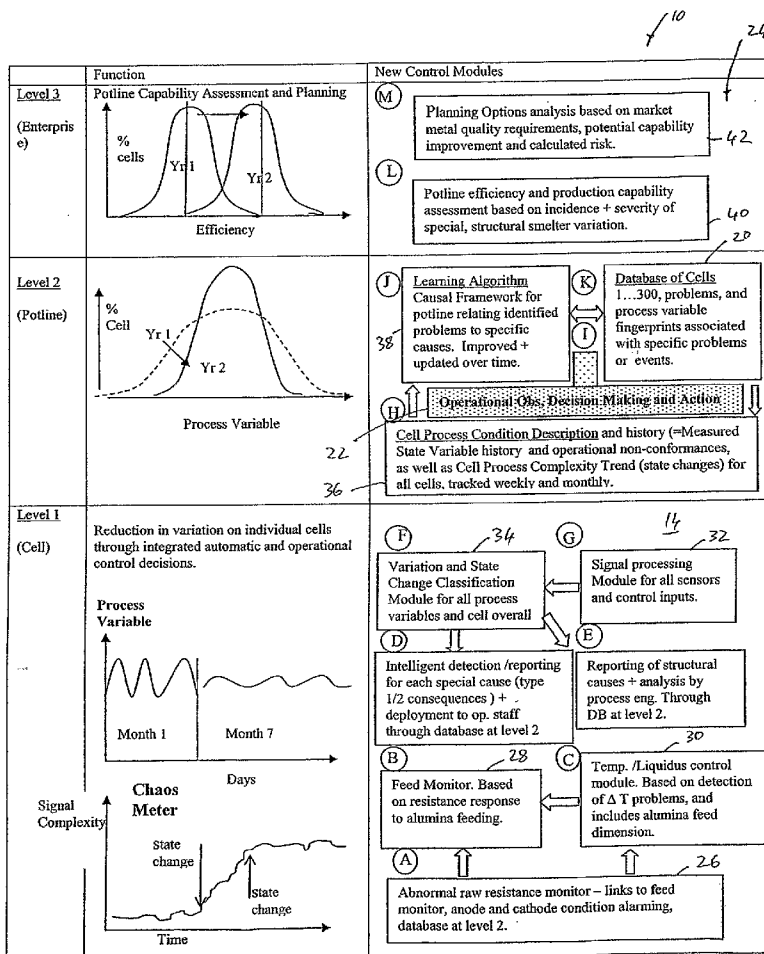 10
24
Function
New Control Modules
Level 3
(Enterpris
e)
Potline Capability Assessment and Planning
%
cells
Yr 1
Yr 2
Efficiency
M
Planning Options analysis based on market
metal quality requirements, potential capability
improvement and calculated risk.
42
L
Potline efficiency and production capability
assessment based on incidence + severity of
special, structural smelter variation.
40
20
Level 2
(Potline)
%
Cell
Yr 1
Yr 2
Process Variable
J
Learning Algorithm
Causal Framework for
potline relating identified
problems to specific
causes. Improved +
updated over time.
38
K
I
Database of Cells
1...300, problems, and
process variable
fingerprints associated
with specific problems
or events.
Operational Obs, Decision Making and Action
H
22
Cell Process Condition Description and history (=Measured
State Variable history and operational non-conformances,
as well as Cell Process Complexity Trend (state changes) for
all cells, tracked weekly and monthly.
36
Level 1
(Cell)
Reduction in variation on individual cells
through integrated automatic and operational
control decisions.
Process
Variable
Month 1
Month 7
Days
Chaos
Meter
Signal
Complexity
State
change
State
change
Time
14
F
34
Variation and State
Change Classification
Module for all process
variables and cell overall
G
32
Signal processing
Module for all sensors
and control inputs.
D
Intelligent detection /reporting
for each special cause (type
1/2 consequences ) +
deployment to op. staff
through database at level 2
E
Reporting of structural
causes + analysis by
process eng. Through
DB at level 2.
B
28
Feed Monitor. Based
on resistance response
to alumina feeding.
C
30
Temp. /Liquidus control
module. Based on detection
of Δ T problems, and
includes alumina feed
dimension.
A
26
Abnormal raw resistance monitor – links to feed
monitor, anode and cathode condition alarming,
database at level 2.